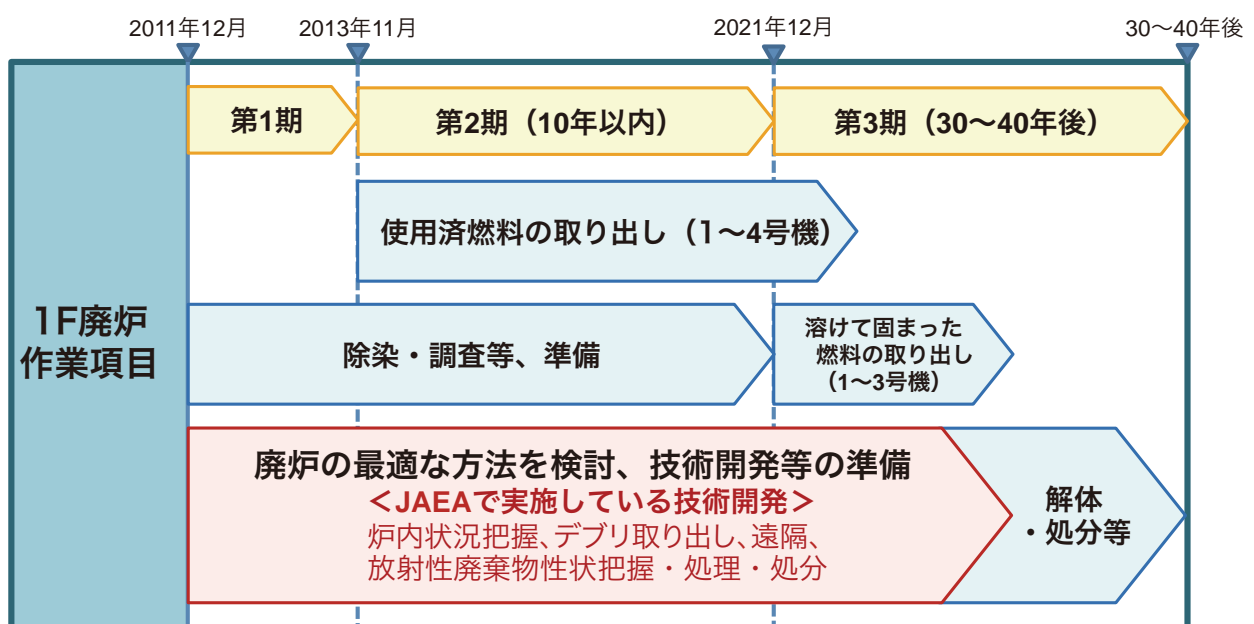 2011年12月
2013年11月
2021年12月
30〜40年後
第1期
第2期（10年以内）
第3期（30〜40年後）
使用済燃料の取り出し（1〜4号機）
1F廃炉
作業項目
除染・調査等、準備
溶けて固まった
燃料の取り出し
（1〜3号機）
廃炉の最適な方法を検討、技術開発等の準備
＜JAEAで実施している技術開発＞
炉内状況把握、デブリ取り出し、遠隔、
放射性廃棄物性状把握・処理・処分
解体
・処分等